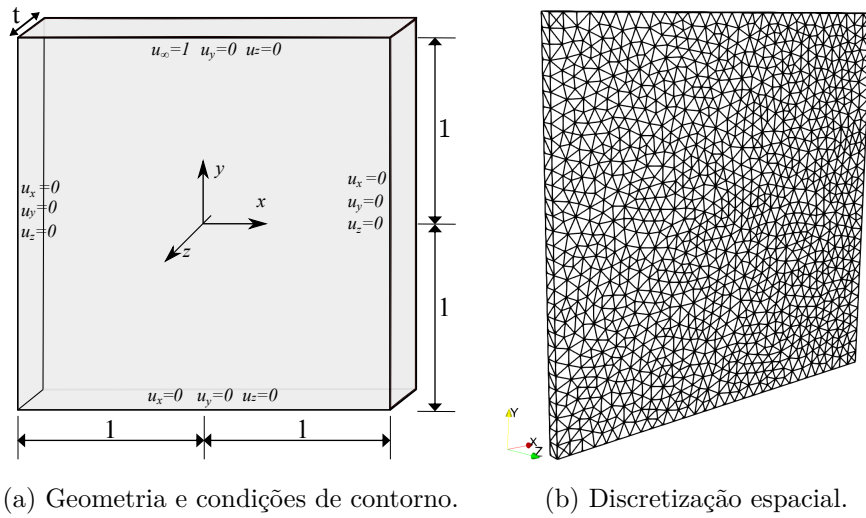 t
u∞=1 uy=0 uz=0
1
ux=0
uy=0
uz=0
ux=0
uy=0
uz=0
y
x
z
1
ux=0 uy=0 uz=0
1
1
Y
X
Z
(a) Geometria e condições de contorno.
(b) Discretização espacial.